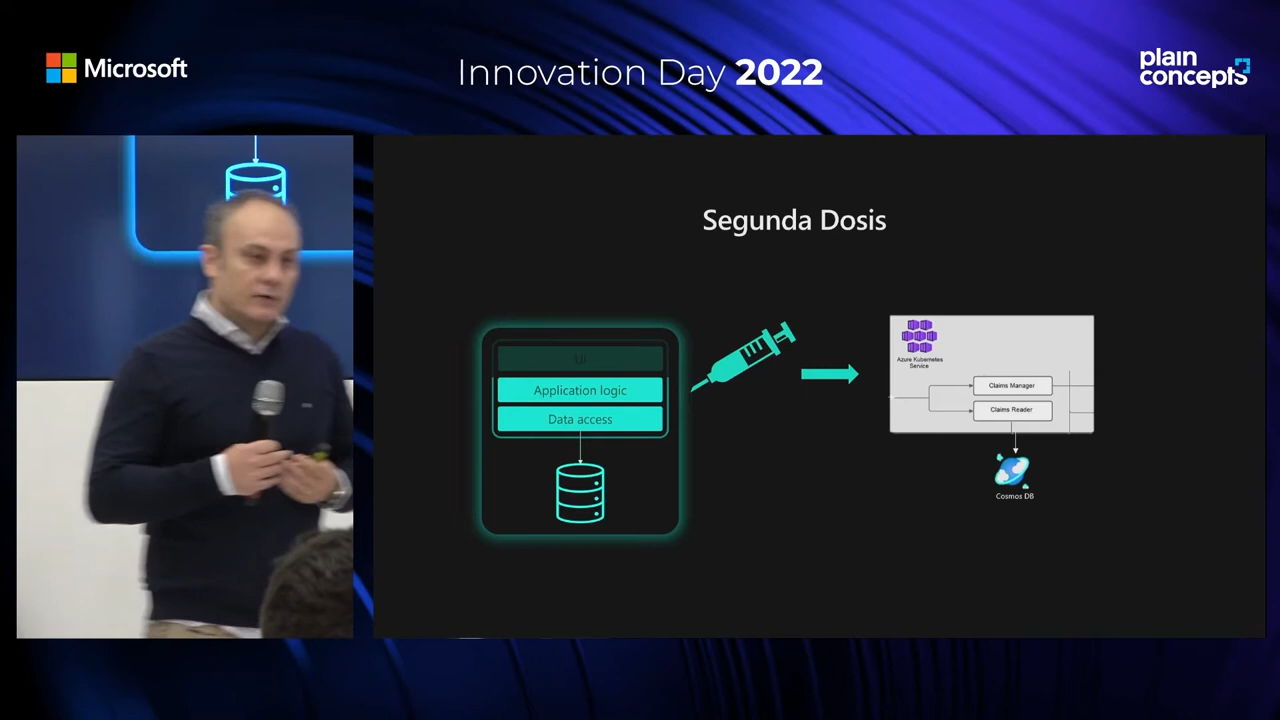 Microsoft
Innovation Day 2022
plain
concepts
Segunda Dosis
UI
Application logic
Data access
Azure Kubernetes
Service
Claims Manager
Claims Reader
Cosmos DB